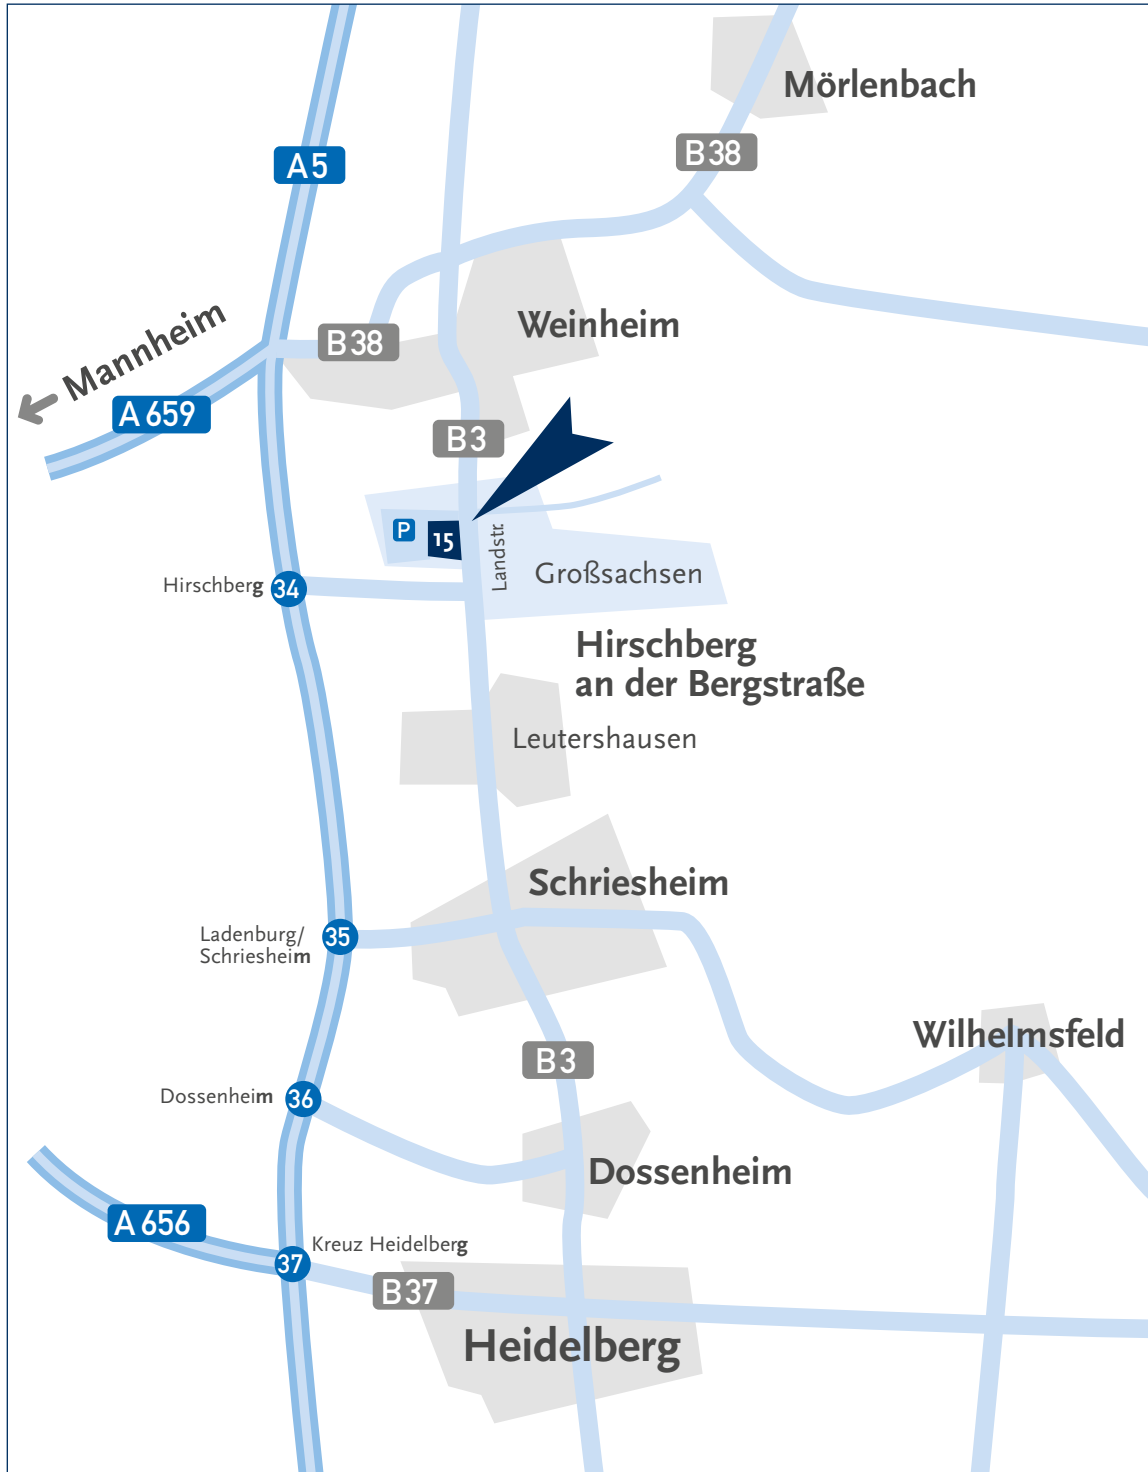 Mörlenbach
B38
A5
Weinheim
B38
Mannheim
A 659
B3
P
15
Landstr.
Großsachsen
Hirschberg
34
Hirschberg
an der Bergstraße
Leutershausen
Schriesheim
Ladenburg/
Schriesheim
35
Wilhelmsfeld
B3
Dossenheim
36
Dossenheim
A 656
Kreuz Heidelberg
37
B37
Heidelberg